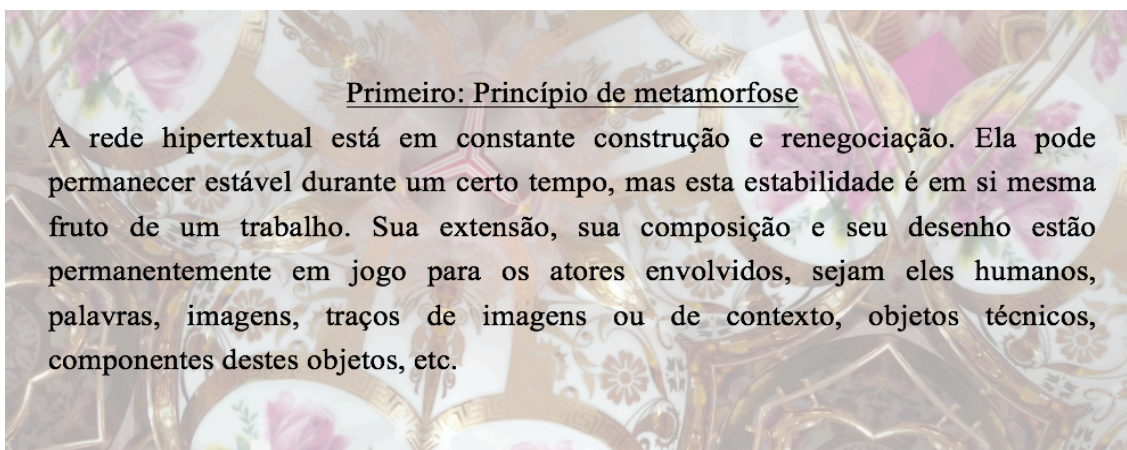 Primeiro: Princípio de metamorfose
A rede hipertextual está em constante construção e renegociação. Ela pode
permanecer estável durante um certo tempo, mas esta estabilidade é em si mesma
fruto de um trabalho. Sua extensão, sua composição e seu desenho estão
permanentemente em jogo para os atores envolvidos, sejam eles humanos,
palavras, imagens, traços de imagens ou de contexto, objetos técnicos,
componentes destes objetos, etc.